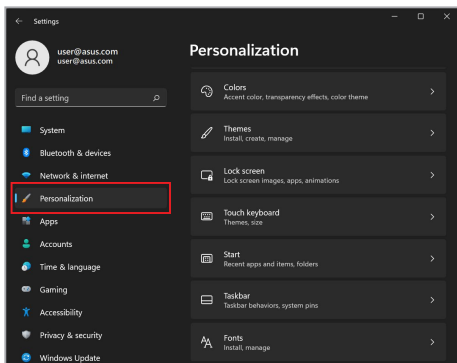 Settings
user@asus.com
user@asus.com
Find a setting
System
Bluetooth & devices
Network & internet
Personalization
Apps
Accounts
Time & language
Gaming
Accessibility
Privacy & security
Windows Update
Personalization
Colors
Accent color, transparency effects, color theme
Themes
Install, create, manage
Lock screen
Lock screen images, apps, animations
Touch keyboard
Themes, size
Start
Recent apps and items, folders
Taskbar
Taskbar behaviors, system pins
Fonts
Install, manage